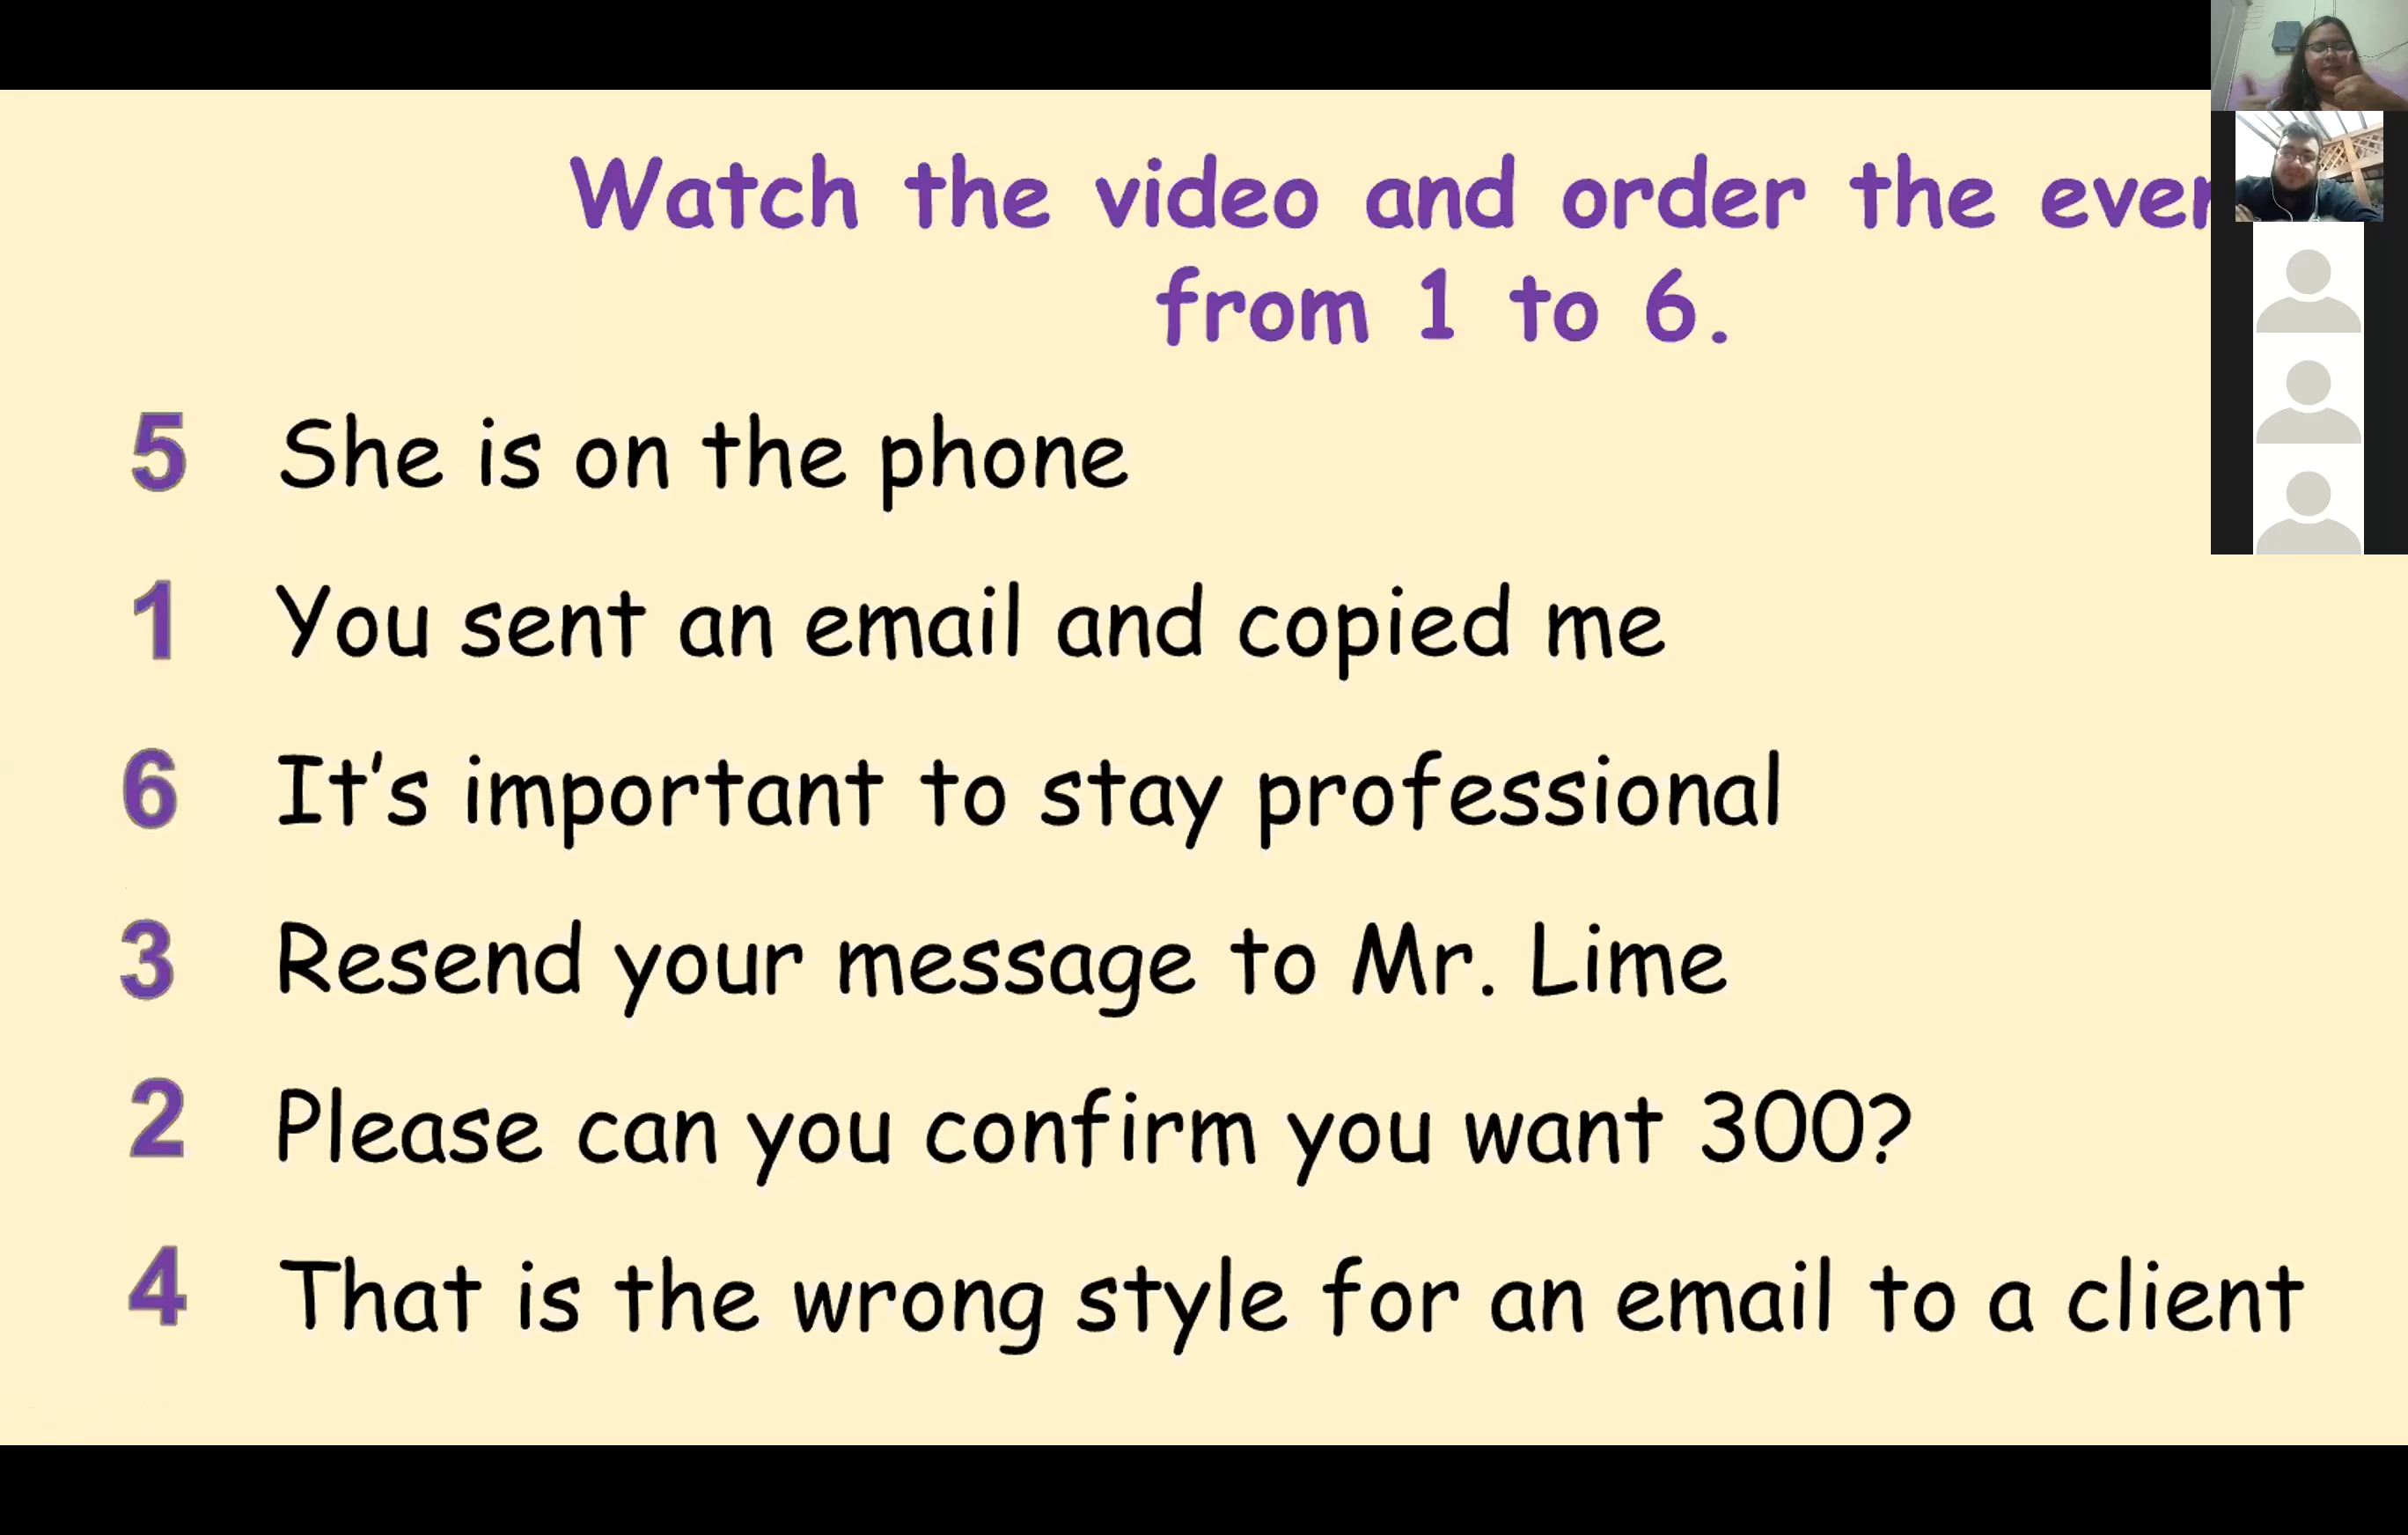 Watch the video and order the
from 1 to 6.
5 She is on the phone
1 You sent an email and copied me
6 It's important to stay professional
3 Resend your message to Mr. Lime
2 Please can you confirm you want 300?
4 That is the wrong style for an email to a client